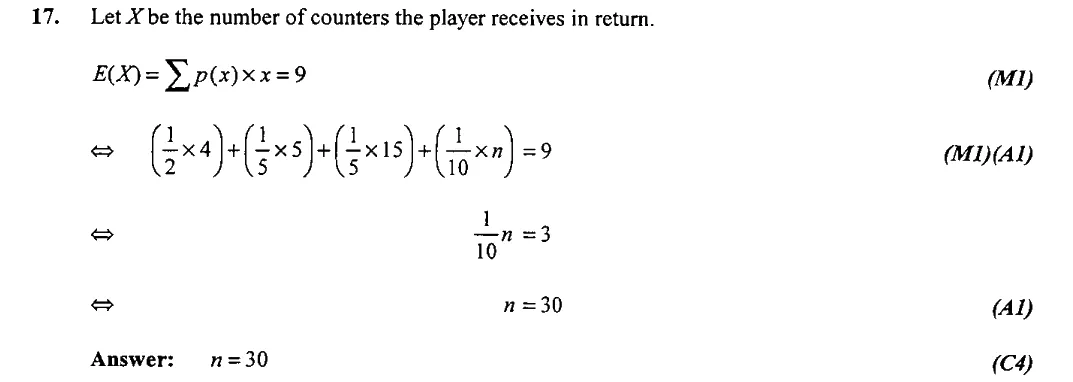 17. Let X be the number of counters the player receives in return.
E(X) = ∑ p(x) × x = 9 (M1)
⇔ (1/2 × 4) + (1/5 × 5) + (1/5 × 15) + (1/10 × n) = 9 (M1)(A1)
⇔ 1/10 n = 3
⇔ n = 30 (A1)
Answer: n = 30 (C4)